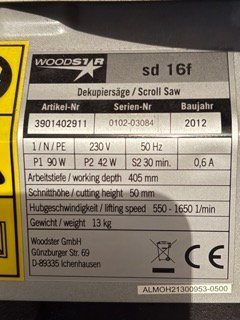 WOODSTAR sd 16f
Dekupiersäge / Scroll Saw
Artikel-Nr Serien-Nr Baujahr
3901402911 0102-03084 2012
1 / N / PE 230 V 50 Hz
P1 90 W P2 42 W S2 30 min. 0,6 A
Arbeitstiefe / working depth 405 mm
Schnitthöhe / cutting height 50 mm
Hubgeschwindigkeit / lifting speed 550 - 1650 1/min
Gewicht / weight 13 kg
Woodster GmbH
Günzburger Str. 69
D-89335 Ichenhausen
CE
ALMOH21300953-0500